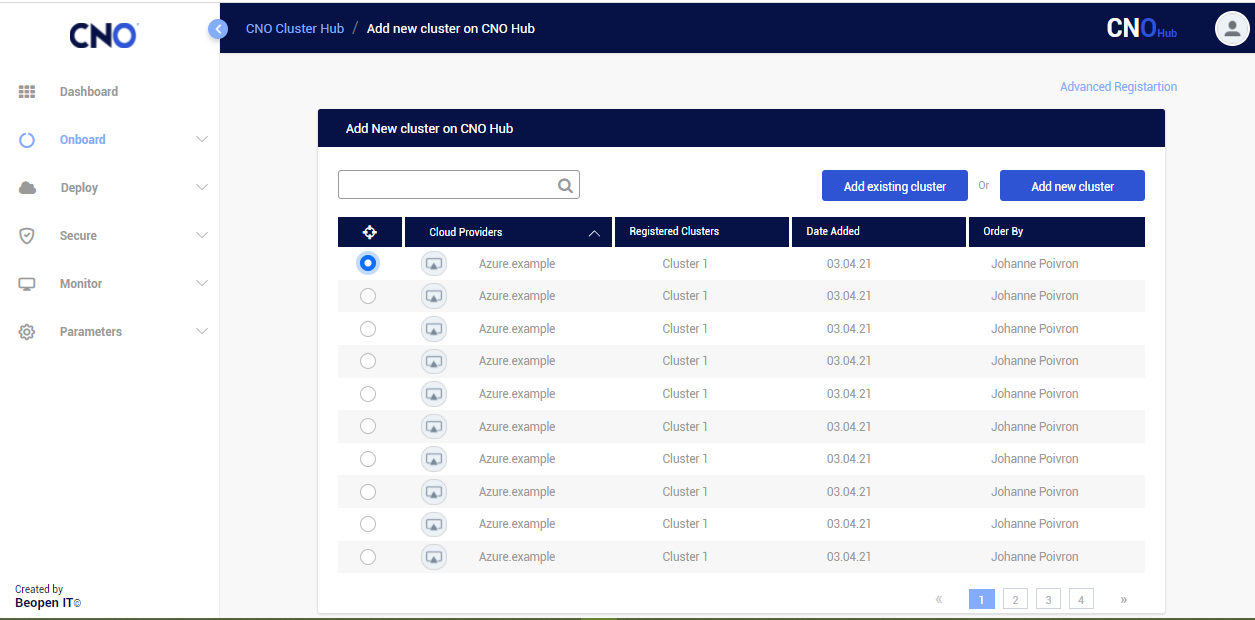 CNO
CNO Cluster Hub / Add new cluster on CNO Hub
CNO Hub
Dashboard
Onboard
Deploy
Secure
Monitor
Parameters
Created by
Beopen IT©
Advanced Registartion
Add New cluster on CNO Hub
Add existing cluster Or Add new cluster
Cloud Providers Registered Clusters Date Added Order By
Azure.example Cluster 1 03.04.21 Johanne Poivron
Azure.example Cluster 1 03.04.21 Johanne Poivron
Azure.example Cluster 1 03.04.21 Johanne Poivron
Azure.example Cluster 1 03.04.21 Johanne Poivron
Azure.example Cluster 1 03.04.21 Johanne Poivron
Azure.example Cluster 1 03.04.21 Johanne Poivron
Azure.example Cluster 1 03.04.21 Johanne Poivron
Azure.example Cluster 1 03.04.21 Johanne Poivron
Azure.example Cluster 1 03.04.21 Johanne Poivron
Azure.example Cluster 1 03.04.21 Johanne Poivron
« 1 2 3 4 »